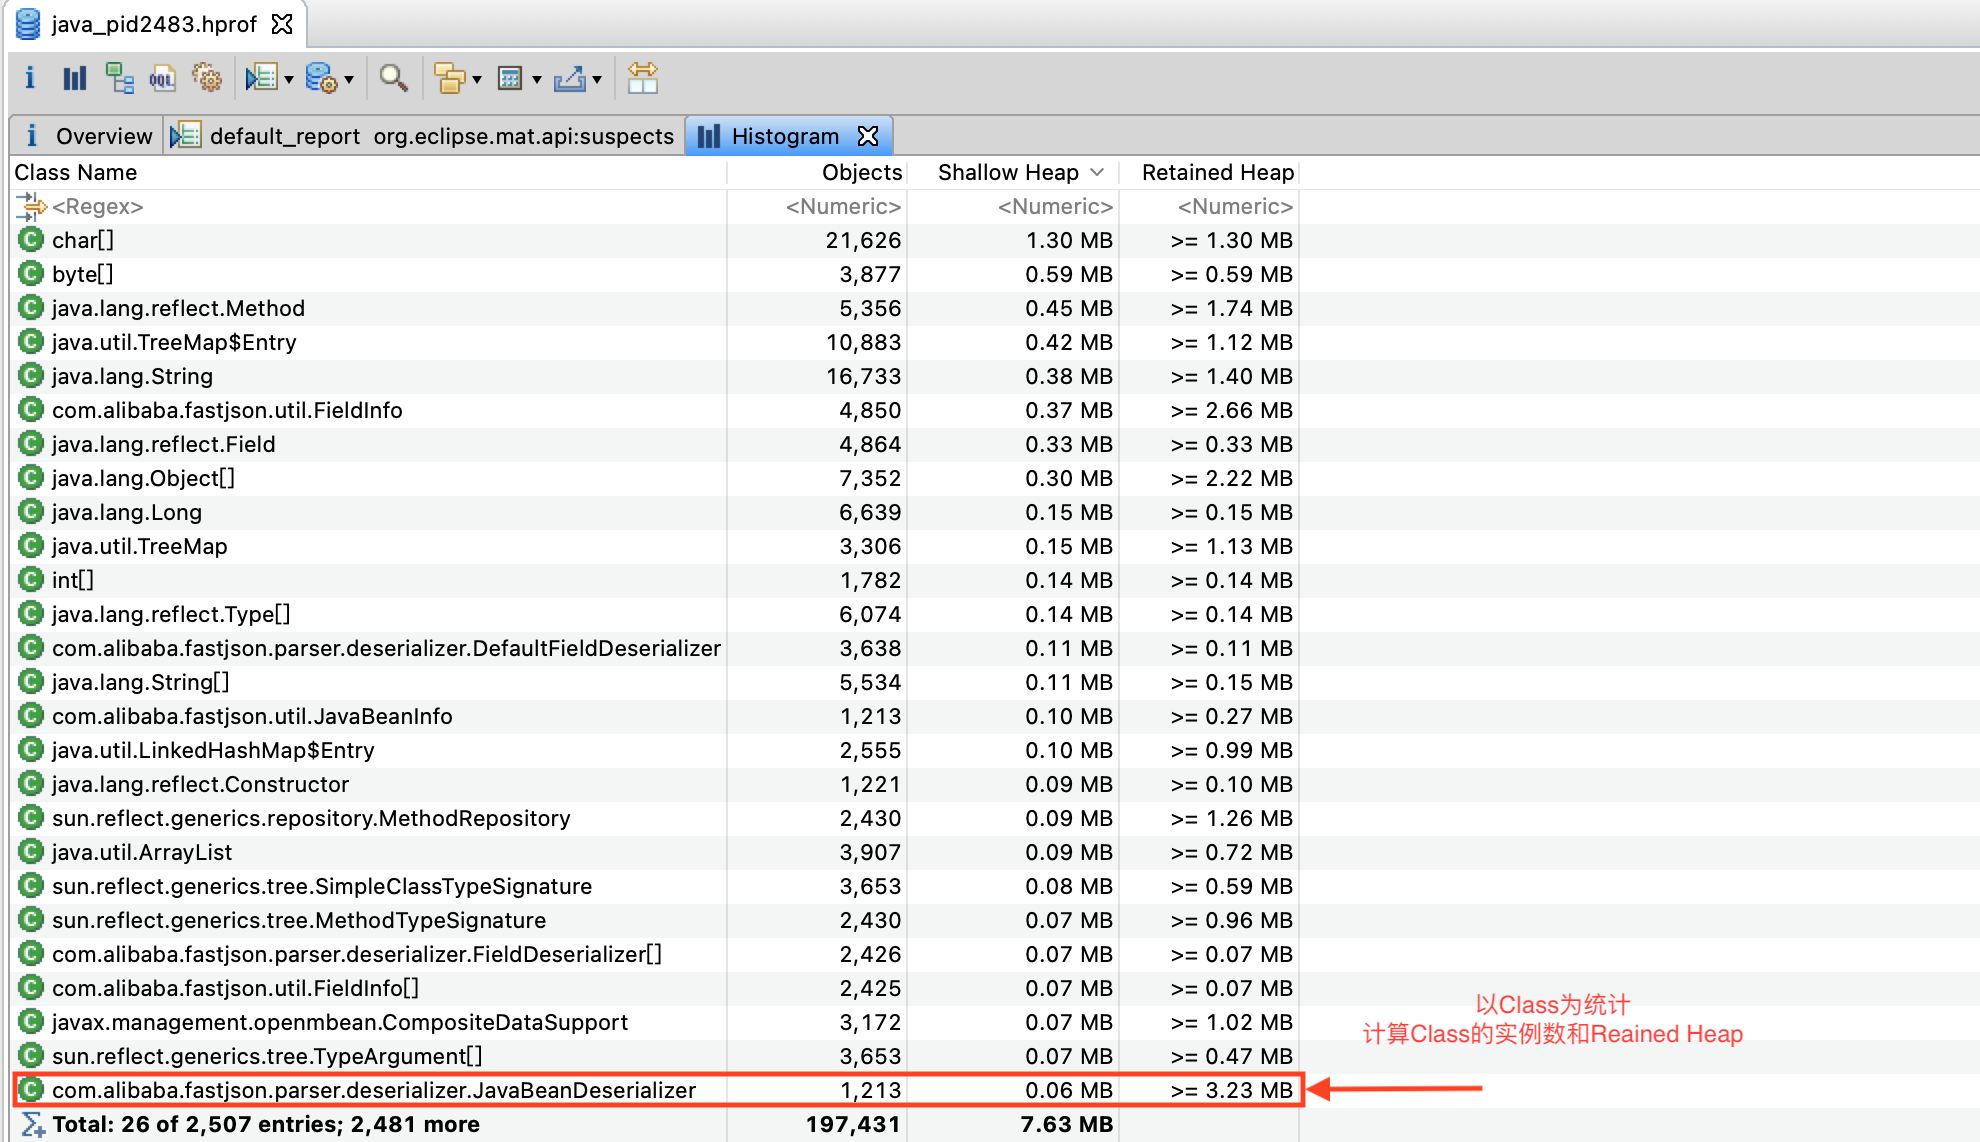 java_pid2483.hprof
i OQL
i Overview default_report org.eclipse.mat.api:suspects Histogram
Class Name Objects Shallow Heap Retained Heap
<Regex> <Numeric> <Numeric> <Numeric>
C char[] 21,626 1.30 MB >= 1.30 MB
C byte[] 3,877 0.59 MB >= 0.59 MB
C java.lang.reflect.Method 5,356 0.45 MB >= 1.74 MB
C java.util.TreeMap$Entry 10,883 0.42 MB >= 1.12 MB
C java.lang.String 16,733 0.38 MB >= 1.40 MB
C com.alibaba.fastjson.util.FieldInfo 4,850 0.37 MB >= 2.66 MB
C java.lang.reflect.Field 4,864 0.33 MB >= 0.33 MB
C java.lang.Object[] 7,352 0.30 MB >= 2.22 MB
C java.lang.Long 6,639 0.15 MB >= 0.15 MB
C java.util.TreeMap 3,306 0.15 MB >= 1.13 MB
C int[] 1,782 0.14 MB >= 0.14 MB
C java.lang.reflect.Type[] 6,074 0.14 MB >= 0.14 MB
C com.alibaba.fastjson.parser.deserializer.DefaultFieldDeserializer 3,638 0.11 MB >= 0.11 MB
C java.lang.String[] 5,534 0.11 MB >= 0.15 MB
C com.alibaba.fastjson.util.JavaBeanInfo 1,213 0.10 MB >= 0.27 MB
C java.util.LinkedHashMap$Entry 2,555 0.10 MB >= 0.99 MB
C java.lang.reflect.Constructor 1,221 0.09 MB >= 0.10 MB
C sun.reflect.generics.repository.MethodRepository 2,430 0.09 MB >= 1.26 MB
C java.util.ArrayList 3,907 0.09 MB >= 0.72 MB
C sun.reflect.generics.tree.SimpleClassTypeSignature 3,653 0.08 MB >= 0.59 MB
C sun.reflect.generics.tree.MethodTypeSignature 2,430 0.07 MB >= 0.96 MB
C com.alibaba.fastjson.parser.deserializer.FieldDeserializer[] 2,426 0.07 MB >= 0.07 MB
C com.alibaba.fastjson.util.FieldInfo[] 2,425 0.07 MB >= 0.07 MB
以Class为统计
C javax.management.openmbean.CompositeDataSupport 3,172 0.07 MB >= 1.02 MB
计算Class的实例数和Reained Heap
C sun.reflect.generics.tree.TypeArgument[] 3,653 0.07 MB >= 0.47 MB
C com.alibaba.fastjson.parser.deserializer.JavaBeanDeserializer 1,213 0.06 MB >= 3.23 MB
Total: 26 of 2,507 entries; 2,481 more 197,431 7.63 MB